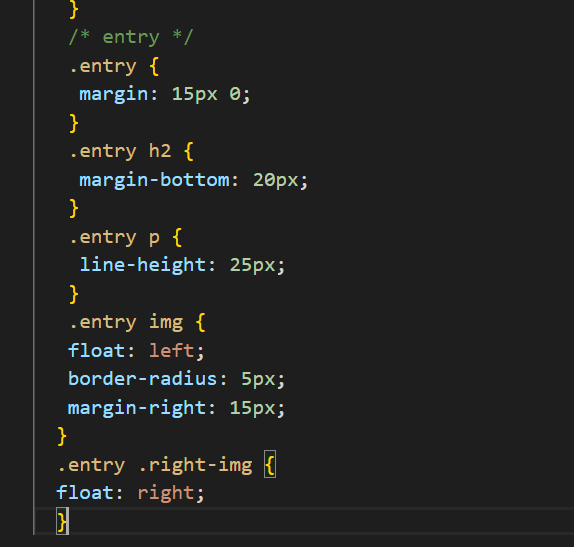 }
/* entry */
.entry {
margin: 15px 0;
}
.entry h2 {
margin-bottom: 20px;
}
.entry p {
line-height: 25px;
}
.entry img {
float: left;
border-radius: 5px;
margin-right: 15px;
}
.entry .right-img {
float: right;
}